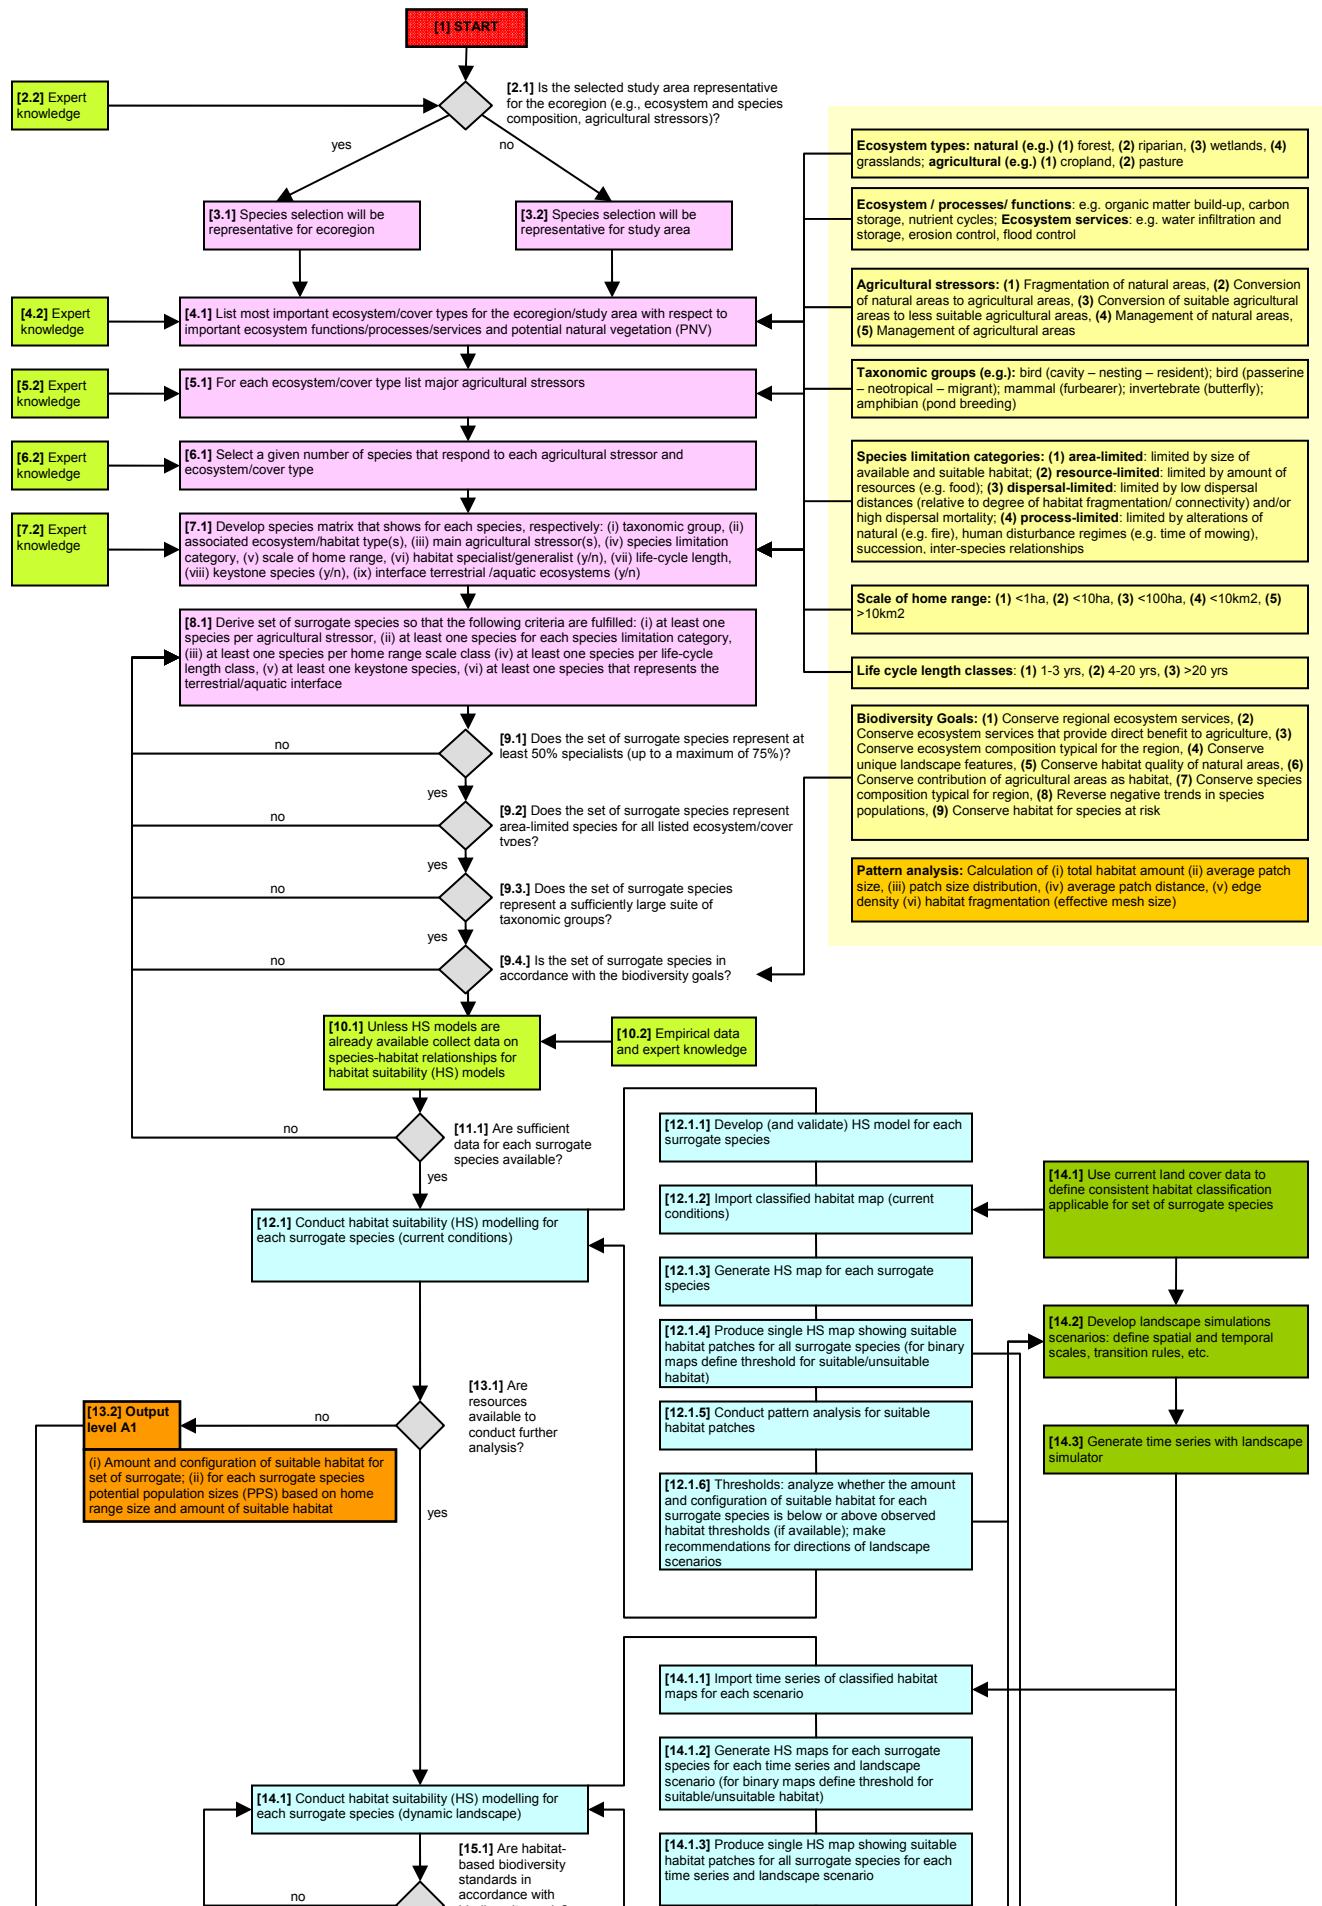 [1] START
[2.2] Expert
knowledge
[2.1] Is the selected study area representative
for the ecoregion (e.g., ecosystem and species
composition, agricultural stressors)?
yes
no
[3.1] Species selection will be
representative for ecoregion
[3.2] Species selection will be
representative for study area
[4.2] Expert
knowledge
[4.1] List most important ecosystem/cover types for the ecoregion/study area with respect to
important ecosystem functions/processes/services and potential natural vegetation (PNV)
[5.2] Expert
knowledge
[5.1] For each ecosystem/cover type list major agricultural stressors
[6.2] Expert
knowledge
[6.1] Select a given number of species that respond to each agricultural stressor and
ecosystem/cover type
[7.2] Expert
knowledge
[7.1] Develop species matrix that shows for each species, respectively: (i) taxonomic group, (ii)
associated ecosystem/habitat type(s), (iii) main agricultural stressor(s), (iv) species limitation
category, (v) scale of home range, (vi) habitat specialist/generalist (y/n), (vii) life-cycle length,
(viii) keystone species (y/n), (ix) interface terrestrial /aquatic ecosystems (y/n)
[8.1] Derive set of surrogate species so that the following criteria are fulfilled: (i) at least one
species per agricultural stressor, (ii) at least one species for each species limitation category,
(iii) at least one species per home range scale class (iv) at least one species per life-cycle
length class, (v) at least one keystone species, (vi) at least one species that represents the
terrestrial/aquatic interface
Ecosystem types: natural (e.g.) (1) forest, (2) riparian, (3) wetlands, (4)
grasslands; agricultural (e.g.) (1) cropland, (2) pasture
Ecosystem / processes/ functions: e.g. organic matter build-up, carbon
storage, nutrient cycles; Ecosystem services: e.g. water infiltration and
storage, erosion control, flood control
Agricultural stressors: (1) Fragmentation of natural areas, (2) Conversion
of natural areas to agricultural areas, (3) Conversion of suitable agricultural
areas to less suitable agricultural areas, (4) Management of natural areas,
(5) Management of agricultural areas
Taxonomic groups (e.g.): bird (cavity – nesting – resident); bird (passerine
– neotropical – migrant); mammal (furbearer); invertebrate (butterfly);
amphibian (pond breeding)
Species limitation categories: (1) area-limited: limited by size of
available and suitable habitat; (2) resource-limited: limited by amount of
resources (e.g. food); (3) dispersal-limited: limited by low dispersal
distances (relative to degree of habitat fragmentation/ connectivity) and/or
high dispersal mortality; (4) process-limited: limited by alterations of
natural (e.g. fire), human disturbance regimes (e.g. time of mowing),
succession, inter-species relationships
Scale of home range: (1) <1ha, (2) <10ha, (3) <100ha, (4) <10km2, (5)
>10km2
Life cycle length classes: (1) 1-3 yrs, (2) 4-20 yrs, (3) >20 yrs
Biodiversity Goals: (1) Conserve regional ecosystem services, (2)
Conserve ecosystem services that provide direct benefit to agriculture, (3)
Conserve ecosystem composition typical for the region, (4) Conserve
unique landscape features, (5) Conserve habitat quality of natural areas, (6)
Conserve contribution of agricultural areas as habitat, (7) Conserve species
composition typical for region, (8) Reverse negative trends in species
populations, (9) Conserve habitat for species at risk
Pattern analysis: Calculation of (i) total habitat amount (ii) average patch
size, (iii) patch size distribution, (iv) average patch distance, (v) edge
density (vi) habitat fragmentation (effective mesh size)
no
[9.1] Does the set of surrogate species represent at
least 50% specialists (up to a maximum of 75%)?
yes
no
[9.2] Does the set of surrogate species represent
area-limited species for all listed ecosystem/cover
types?
yes
no
[9.3.] Does the set of surrogate species
represent a sufficiently large suite of
taxonomic groups?
yes
no
[9.4.] Is the set of surrogate species in
accordance with the biodiversity goals?
[10.1] Unless HS models are
already available collect data on
species-habitat relationships for
habitat suitability (HS) models
[10.2] Empirical data
and expert knowledge
no
[11.1] Are sufficient
data for each surrogate
species available?
yes
[12.1] Conduct habitat suitability (HS) modelling for
each surrogate species (current conditions)
[12.1.1] Develop (and validate) HS model for each
surrogate species
[12.1.2] Import classified habitat map (current
conditions)
[12.1.3] Generate HS map for each surrogate
species
[12.1.4] Produce single HS map showing suitable
habitat patches for all surrogate species (for binary
maps define threshold for suitable/unsuitable
habitat)
[12.1.5] Conduct pattern analysis for suitable
habitat patches
[12.1.6] Thresholds: analyze whether the amount
and configuration of suitable habitat for each
surrogate species is below or above observed
habitat thresholds (if available); make
recommendations for directions of landscape
scenarios
[14.1] Use current land cover data to
define consistent habitat classification
applicable for set of surrogate species
[14.2] Develop landscape simulations
scenarios: define spatial and temporal
scales, transition rules, etc.
[14.3] Generate time series with landscape
simulator
[13.1] Are
resources
available to
conduct further
analysis?
no
yes
[13.2] Output
level A1
(i) Amount and configuration of suitable habitat for
set of surrogate; (ii) for each surrogate species
potential population sizes (PPS) based on home
range size and amount of suitable habitat
[14.1.1] Import time series of classified habitat
maps for each scenario
[14.1.2] Generate HS maps for each surrogate
species for each time series and landscape
scenario (for binary maps define threshold for
suitable/unsuitable habitat)
[14.1.3] Produce single HS map showing suitable
habitat patches for all surrogate species for each
time series and landscape scenario
[14.1] Conduct habitat suitability (HS) modelling for
each surrogate species (dynamic landscape)
[15.1] Are habitat-
based biodiversity
standards in
accordance with
no